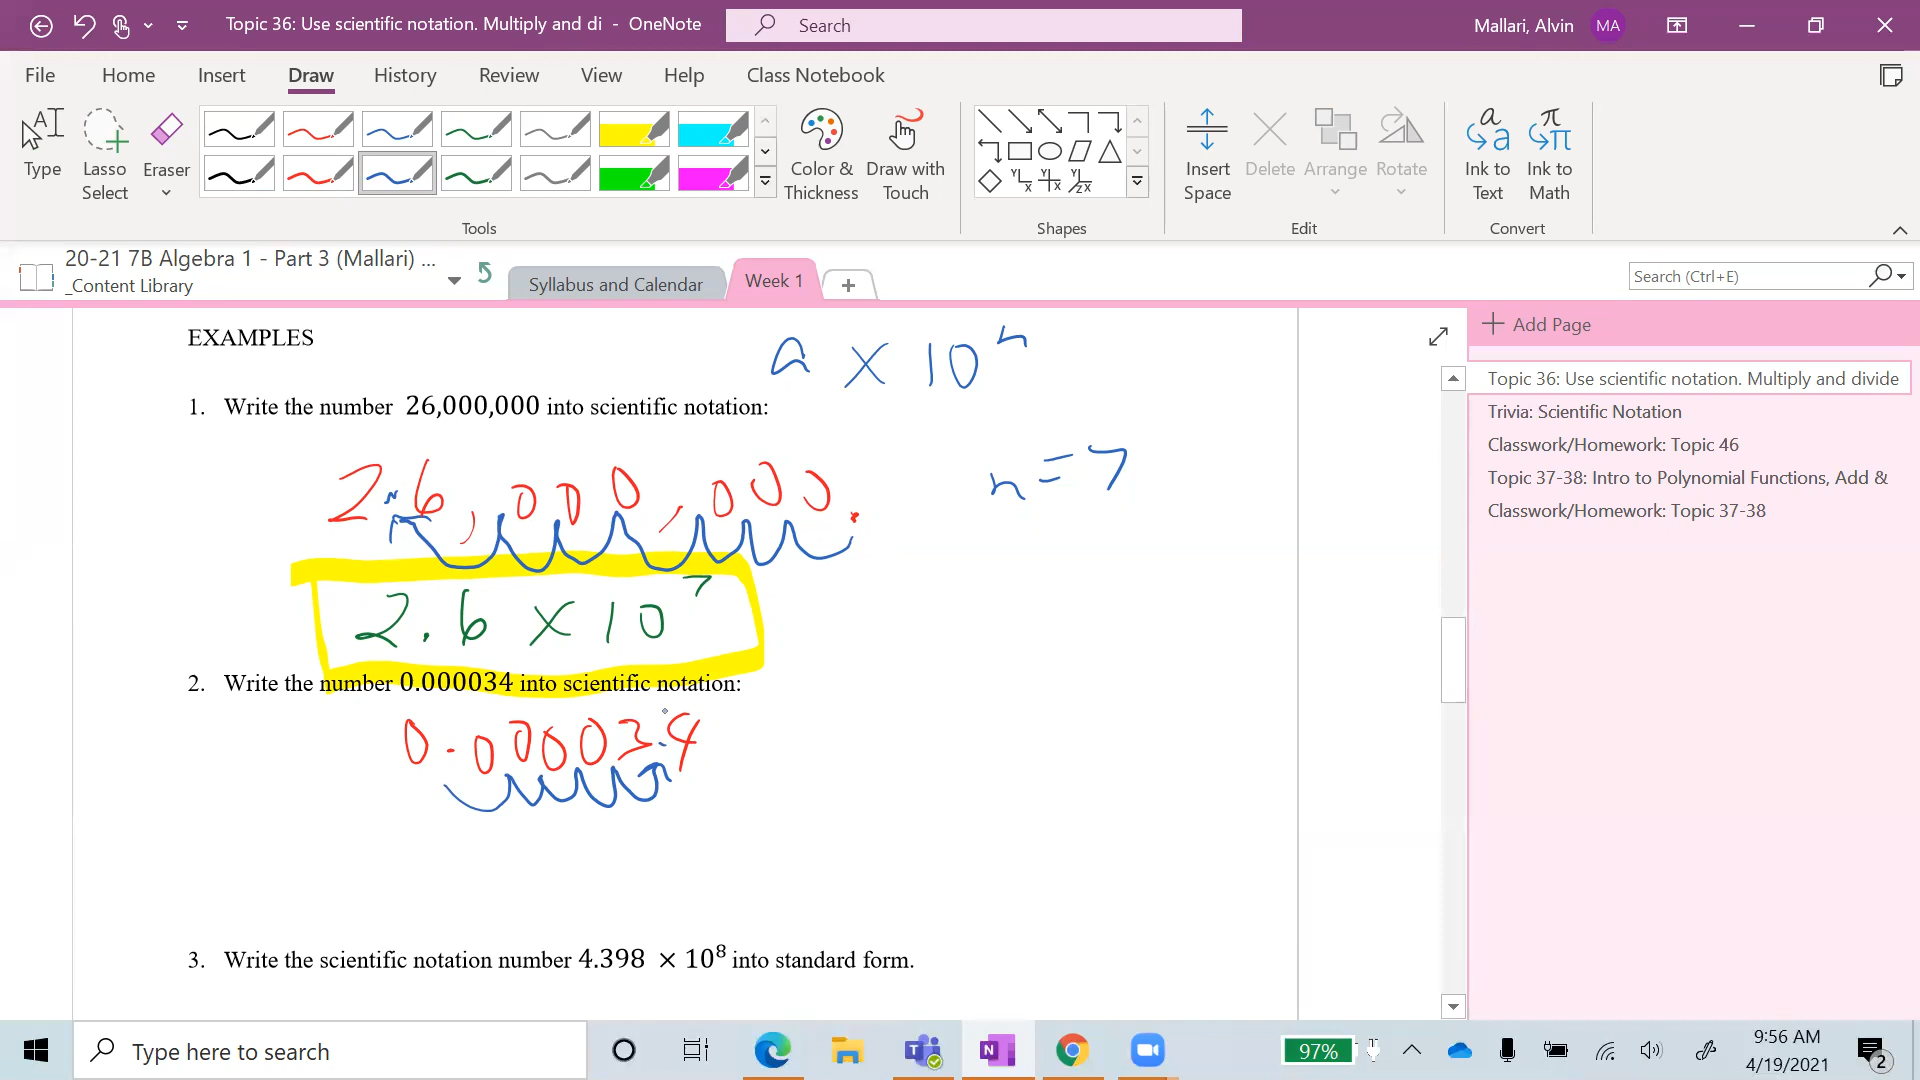 Topic 36: Use scientific notation. Multiply and di - OneNote
Search
Mallari, Alvin
MA
File Home Insert Draw History Review View Help Class Notebook
Type
Lasso Select
Eraser
Color & Thickness
Draw with Touch
Insert Space
Delete
Arrange
Rotate
Ink to Text
Ink to Math
Tools
Shapes
Edit
Convert
20-21 7B Algebra 1 - Part 3 (Mallari) ...
_Content Library
Syllabus and Calendar
Week 1
Search (Ctrl+E)
Add Page
Topic 36: Use scientific notation. Multiply and divide
Trivia: Scientific Notation
Classwork/Homework: Topic 46
Topic 37-38: Intro to Polynomial Functions, Add &
Classwork/Homework: Topic 37-38
EXAMPLES
a × 10ⁿ
1. Write the number 26,000,000 into scientific notation:
2.6,000,000.
n = 7
2.6 × 10⁷
2. Write the number 0.000034 into scientific notation:
0.00003.4
3. Write the scientific notation number 4.398 × 10⁸ into standard form.
Type here to search
97%
9:56 AM
4/19/2021
2